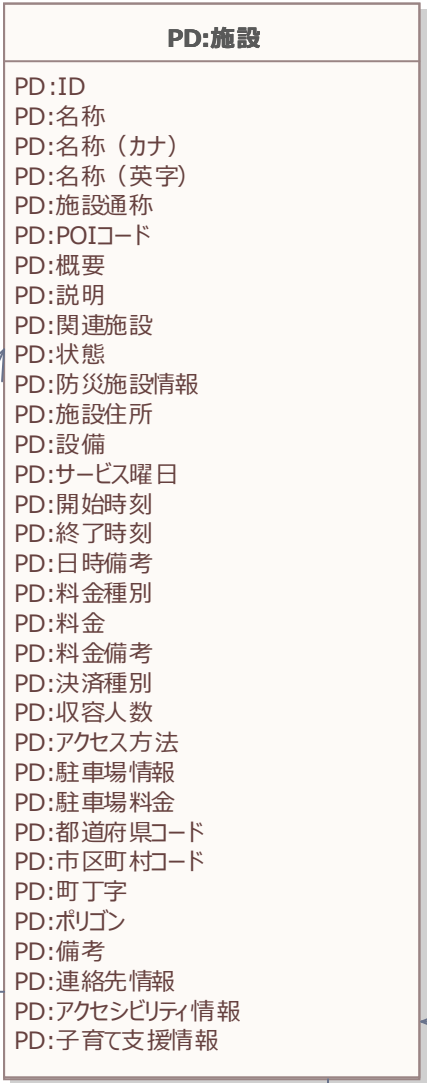 PD:施設
PD:ID
PD:名称
PD:名称（カナ）
PD:名称（英字）
PD:施設通称
PD:POIコード
PD:概要
PD:説明
PD:関連施設
PD:状態
PD:防災施設情報
PD:施設住所
PD:設備
PD:サービス曜日
PD:開始時刻
PD:終了時刻
PD:日時備考
PD:料金種別
PD:料金
PD:料金備考
PD:決済種別
PD:収容人数
PD:アクセス方法
PD:駐車場情報
PD:駐車場料金
PD:都道府県コード
PD:市区町村コード
PD:町丁字
PD:ポリゴン
PD:備考
PD:連絡先情報
PD:アクセシビリティ情報
PD:子育て支援情報